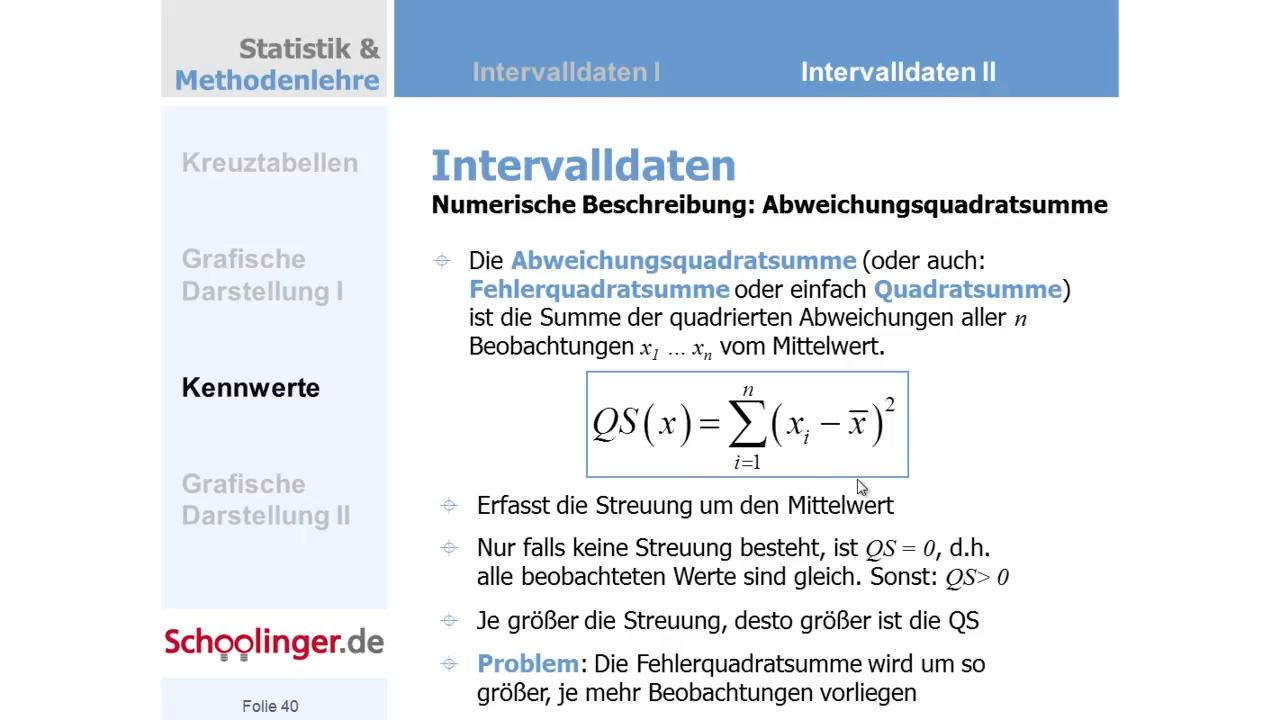 Statistik &
Methodenlehre
Intervalldaten I
Intervalldaten II
Kreuztabellen
Grafische
Darstellung I
Kennwerte
Grafische
Darstellung II
Schoolinger.de
Folie 40
Intervalldaten
Numerische Beschreibung: Abweichungsquadratsumme
Die Abweichungsquadratsumme (oder auch:
Fehlerquadratsumme oder einfach Quadratsumme)
ist die Summe der quadrierten Abweichungen aller n
Beobachtungen x₁ ... xₙ vom Mittelwert.
QS(x) = ∑ᵢ₌₁ⁿ (xᵢ − x̅)²
Erfasst die Streuung um den Mittelwert
Nur falls keine Streuung besteht, ist QS = 0, d.h.
alle beobachteten Werte sind gleich. Sonst: QS> 0
Je größer die Streuung, desto größer ist die QS
Problem: Die Fehlerquadratsumme wird um so
größer, je mehr Beobachtungen vorliegen